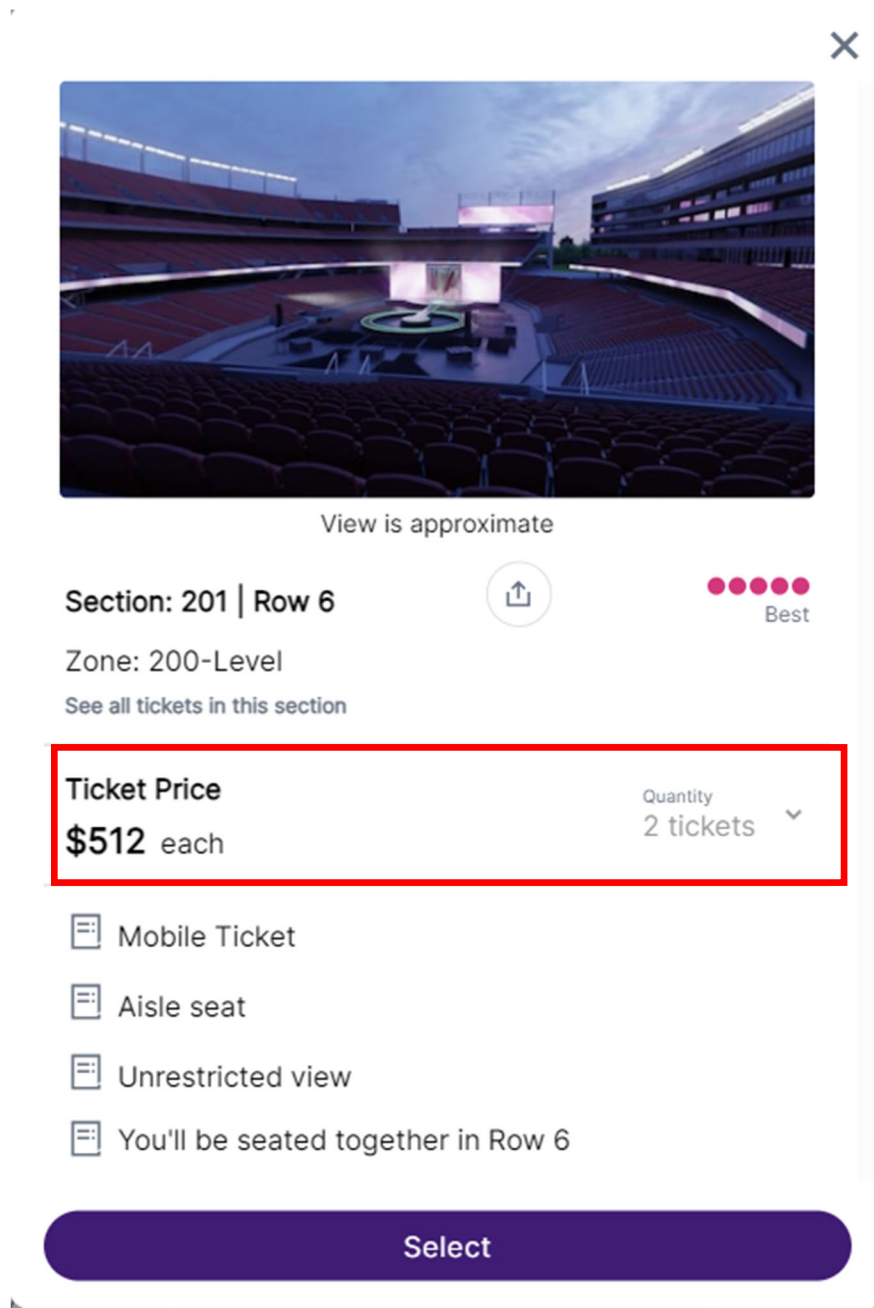 View is approximate
Section: 201 | Row 6
Best
Zone: 200-Level
See all tickets in this section
Ticket Price
$512 each
Quantity
2 tickets
Mobile Ticket
Aisle seat
Unrestricted view
You'll be seated together in Row 6
Select